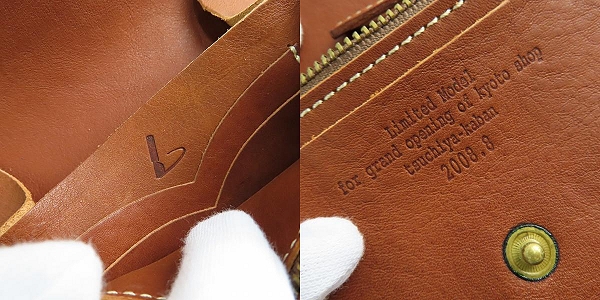 Limited Model
for grand opening of kyoto shop
tsuchiya-kaban
2008.8